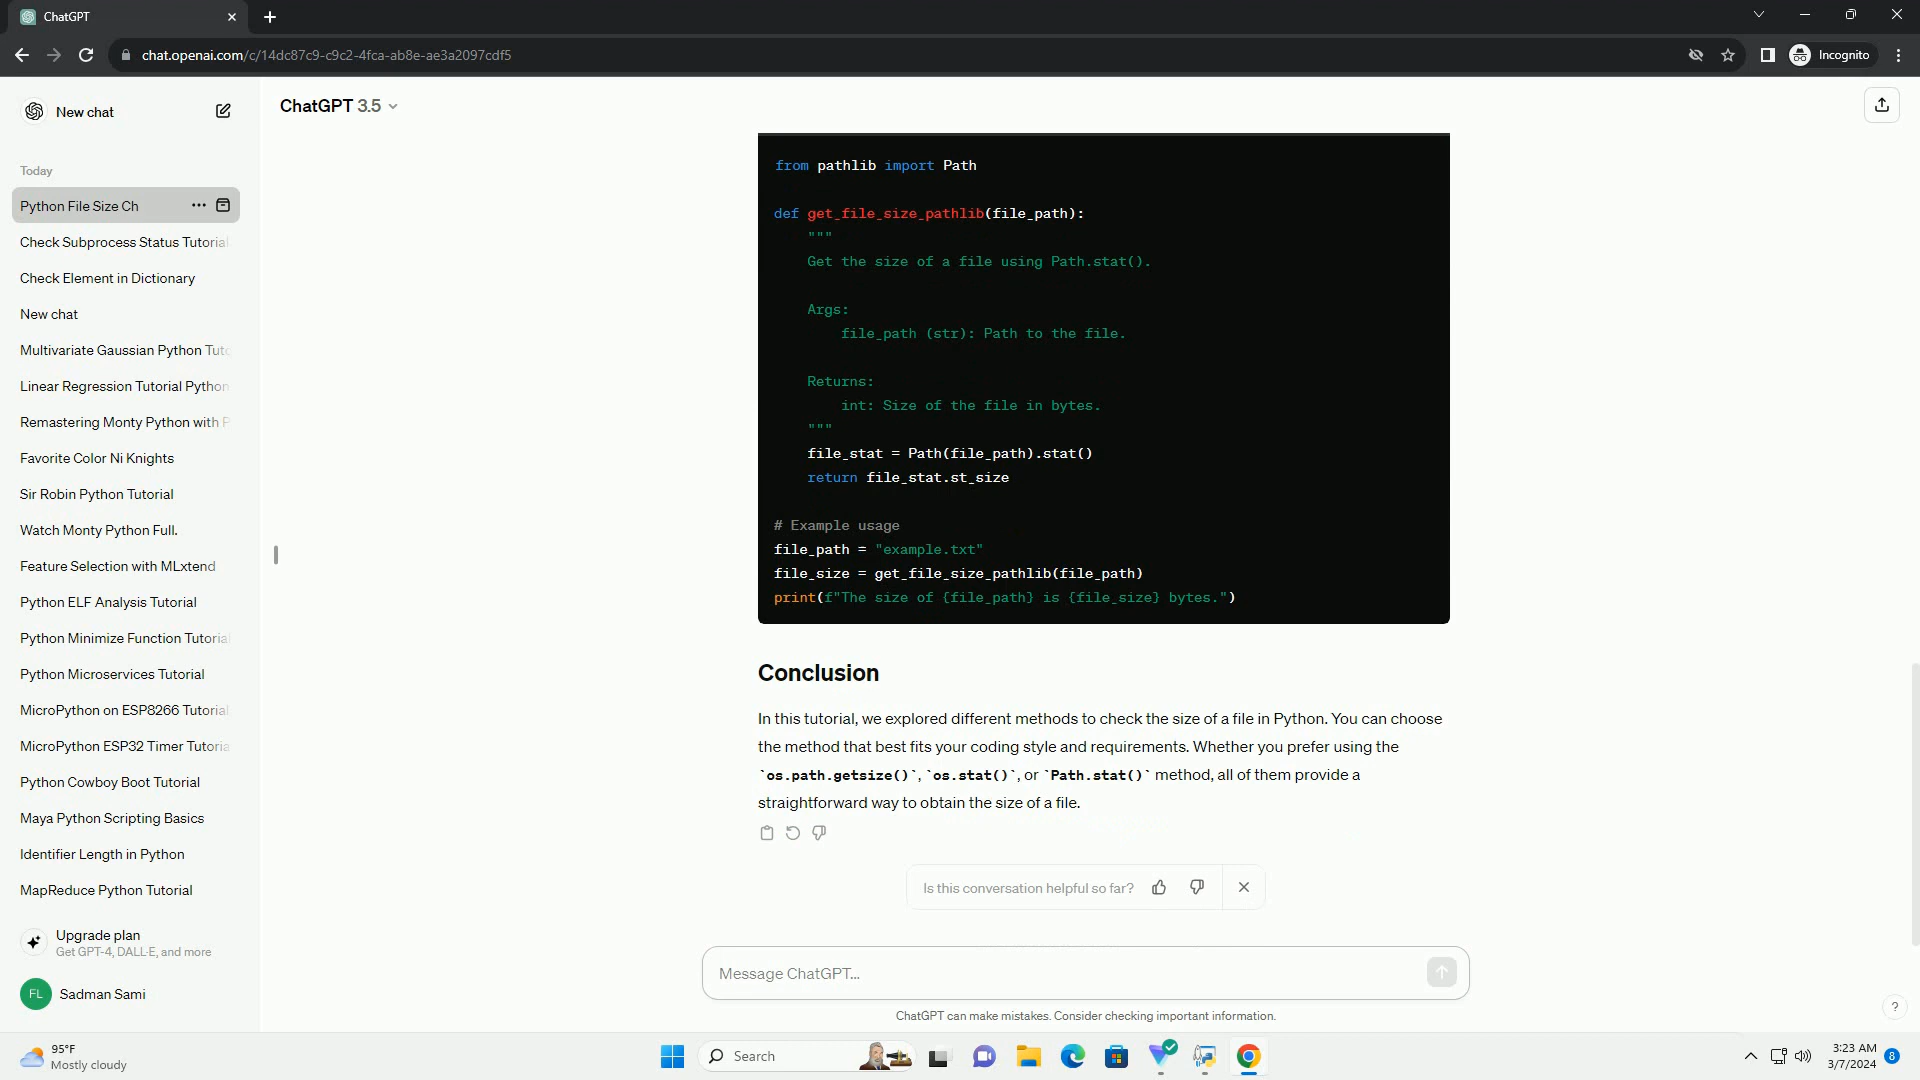 ChatGPT
chat.openai.com/c/14dc87c9-c9c2-4fca-ab8e-ae3a2097cdf5
Incognito
New chat
ChatGPT 3.5
Today
Python File Size Ch
Check Subprocess Status Tutorial
Check Element in Dictionary
New chat
Multivariate Gaussian Python Tuto
Linear Regression Tutorial Python
Remastering Monty Python with P
Favorite Color Ni Knights
Sir Robin Python Tutorial
Watch Monty Python Full.
Feature Selection with MLxtend
Python ELF Analysis Tutorial
Python Minimize Function Tutorial
Python Microservices Tutorial
MicroPython on ESP8266 Tutorial
MicroPython ESP32 Timer Tutoria
Python Cowboy Boot Tutorial
Maya Python Scripting Basics
Identifier Length in Python
MapReduce Python Tutorial
Upgrade plan
Get GPT-4, DALL·E, and more
FL
Sadman Sami
from pathlib import Path
def get_file_size_pathlib(file_path):
"""
Get the size of a file using Path.stat().
Args:
file_path (str): Path to the file.
Returns:
int: Size of the file in bytes.
"""
file_stat = Path(file_path).stat()
return file_stat.st_size
# Example usage
file_path = "example.txt"
file_size = get_file_size_pathlib(file_path)
print(f"The size of {file_path} is {file_size} bytes.")
Conclusion
In this tutorial, we explored different methods to check the size of a file in Python. You can choose
the method that best fits your coding style and requirements. Whether you prefer using the
`os.path.getsize()`, `os.stat()`, or `Path.stat()` method, all of them provide a
straightforward way to obtain the size of a file.
Is this conversation helpful so far?
Message ChatGPT...
ChatGPT can make mistakes. Consider checking important information.
?
95°F
Mostly cloudy
Search
3:23 AM
3/7/2024
8